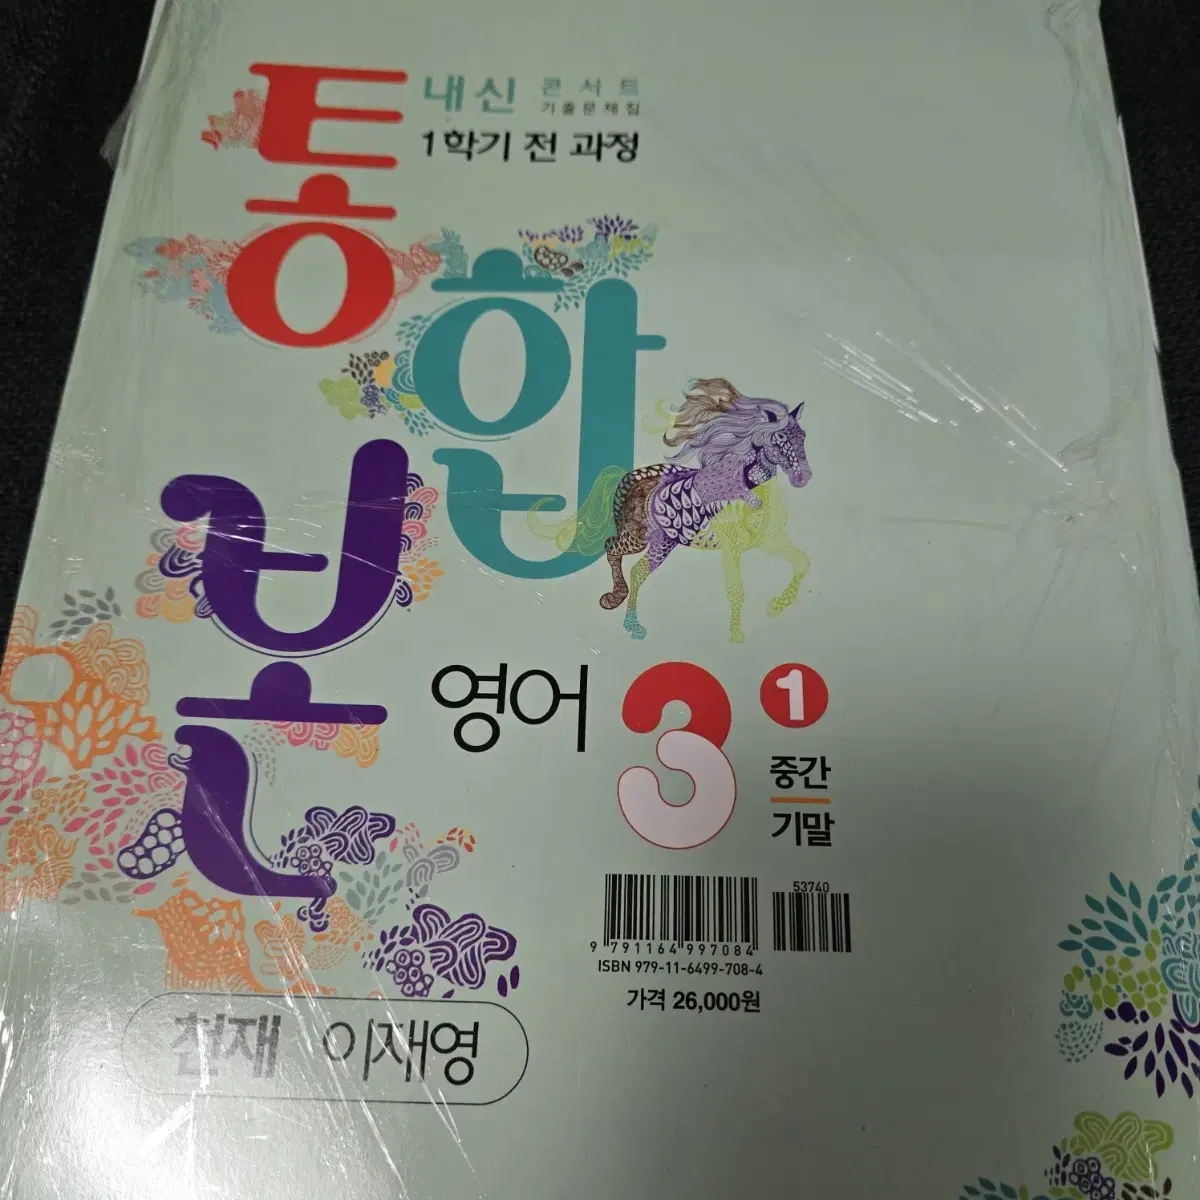 통합본
내신 콘서트
기출문제집
1학기 전 과정
영어 3 1
중간
기말
53740
9 791164 997084
ISBN 979-11-6499-708-4
가격 26,000원
천재 이재영